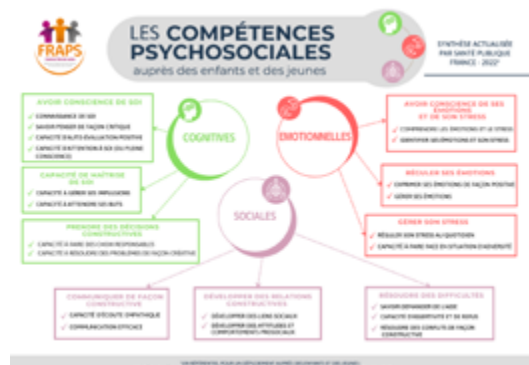 FRAPS
LES COMPÉTENCES
PSYCHOSOCIALES
auprès des enfants et des jeunes
SYNTHÈSE ACTUALISÉE
PAR SANTÉ PUBLIQUE
FRANCE - 2022
AVOIR CONSCIENCE DE SOI
CONNAISSANCE DE SOI
SAVOIR PENSER DE FAÇON CRITIQUE
CAPACITÉ D'AUTO-ÉVALUATION POSITIVE
CAPACITÉ D'ATTENTION À SOI (OU PLEINE
CONSCIENCE)
CAPACITÉ DE MAÎTRISE
DE SOI
CAPACITÉ À GÉRER SES IMPULSIONS
CAPACITÉ À ATTEINDRE SES BUTS
PRENDRE DES DÉCISIONS
CONSTRUCTIVES
CAPACITÉ À FAIRE DES CHOIX RESPONSABLES
CAPACITÉ À RÉSOUDRE DES PROBLÈMES DE FAÇON CRÉATIVE
COGNITIVES
EMOTIONNELLES
SOCIALES
AVOIR CONSCIENCE DE SES
ÉMOTIONS
ET DE SON STRESS
COMPRENDRE LES ÉMOTIONS ET LE STRESS
IDENTIFIER SES ÉMOTIONS ET SON STRESS
RÉGULER SES ÉMOTIONS
EXPRIMER SES ÉMOTIONS DE FAÇON POSITIVE
GÉRER SES ÉMOTIONS
GÉRER SON STRESS
RÉGULER SON STRESS AU QUOTIDIEN
CAPACITÉ À FAIRE FACE EN SITUATION D'ADVERSITÉ
COMMUNIQUER DE FAÇON
CONSTRUCTIVE
CAPACITÉ D'ÉCOUTE EMPATHIQUE
COMMUNICATION EFFICACE
DÉVELOPPER DES RELATIONS
CONSTRUCTIVES
DÉVELOPPER DES LIENS SOCIAUX
DÉVELOPPER DES ATTITUDES ET
COMPORTEMENTS PROSOCIAUX
RÉSOUDRE DES DIFFICULTÉS
SAVOIR DEMANDER DE L'AIDE
CAPACITÉ D'ASSERTIVITÉ ET DE REFUS
RÉSOUDRE DES CONFLITS DE FAÇON
CONSTRUCTIVE